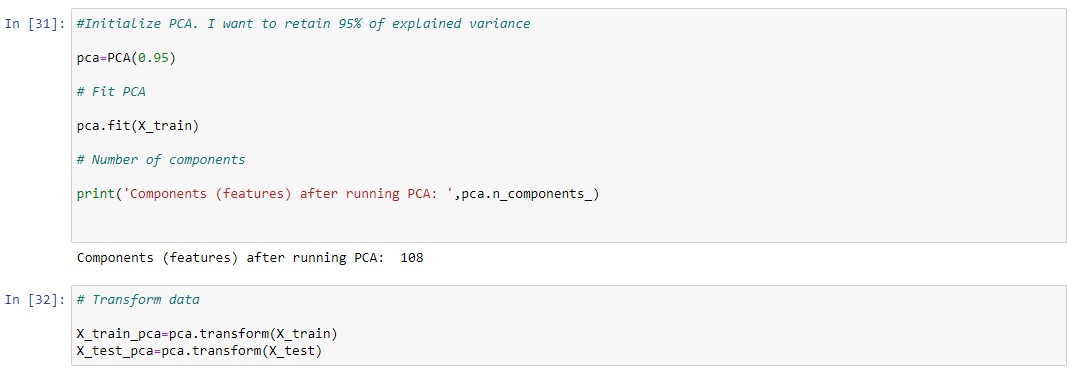 In [31]: #Initialize PCA. I want to retain 95% of explained variance
pca=PCA(0.95)
# Fit PCA
pca.fit(X_train)
# Number of components
print('Components (features) after running PCA: ',pca.n_components_)
Components (features) after running PCA:  108
In [32]: # Transform data
X_train_pca=pca.transform(X_train)
X_test_pca=pca.transform(X_test)